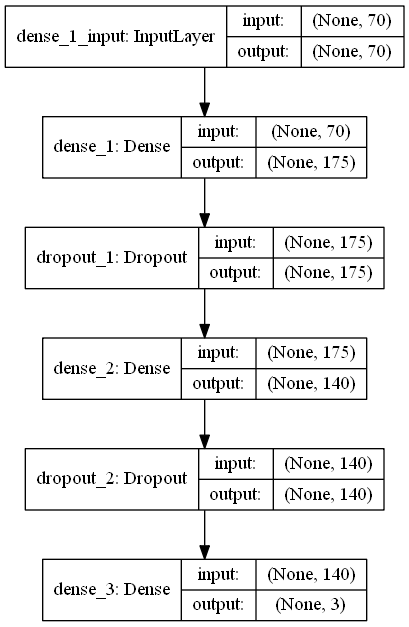 dense_1_input: InputLayer
input: (None, 70)
output: (None, 70)
dense_1: Dense
input: (None, 70)
output: (None, 175)
dropout_1: Dropout
input: (None, 175)
output: (None, 175)
dense_2: Dense
input: (None, 175)
output: (None, 140)
dropout_2: Dropout
input: (None, 140)
output: (None, 140)
dense_3: Dense
input: (None, 140)
output: (None, 3)